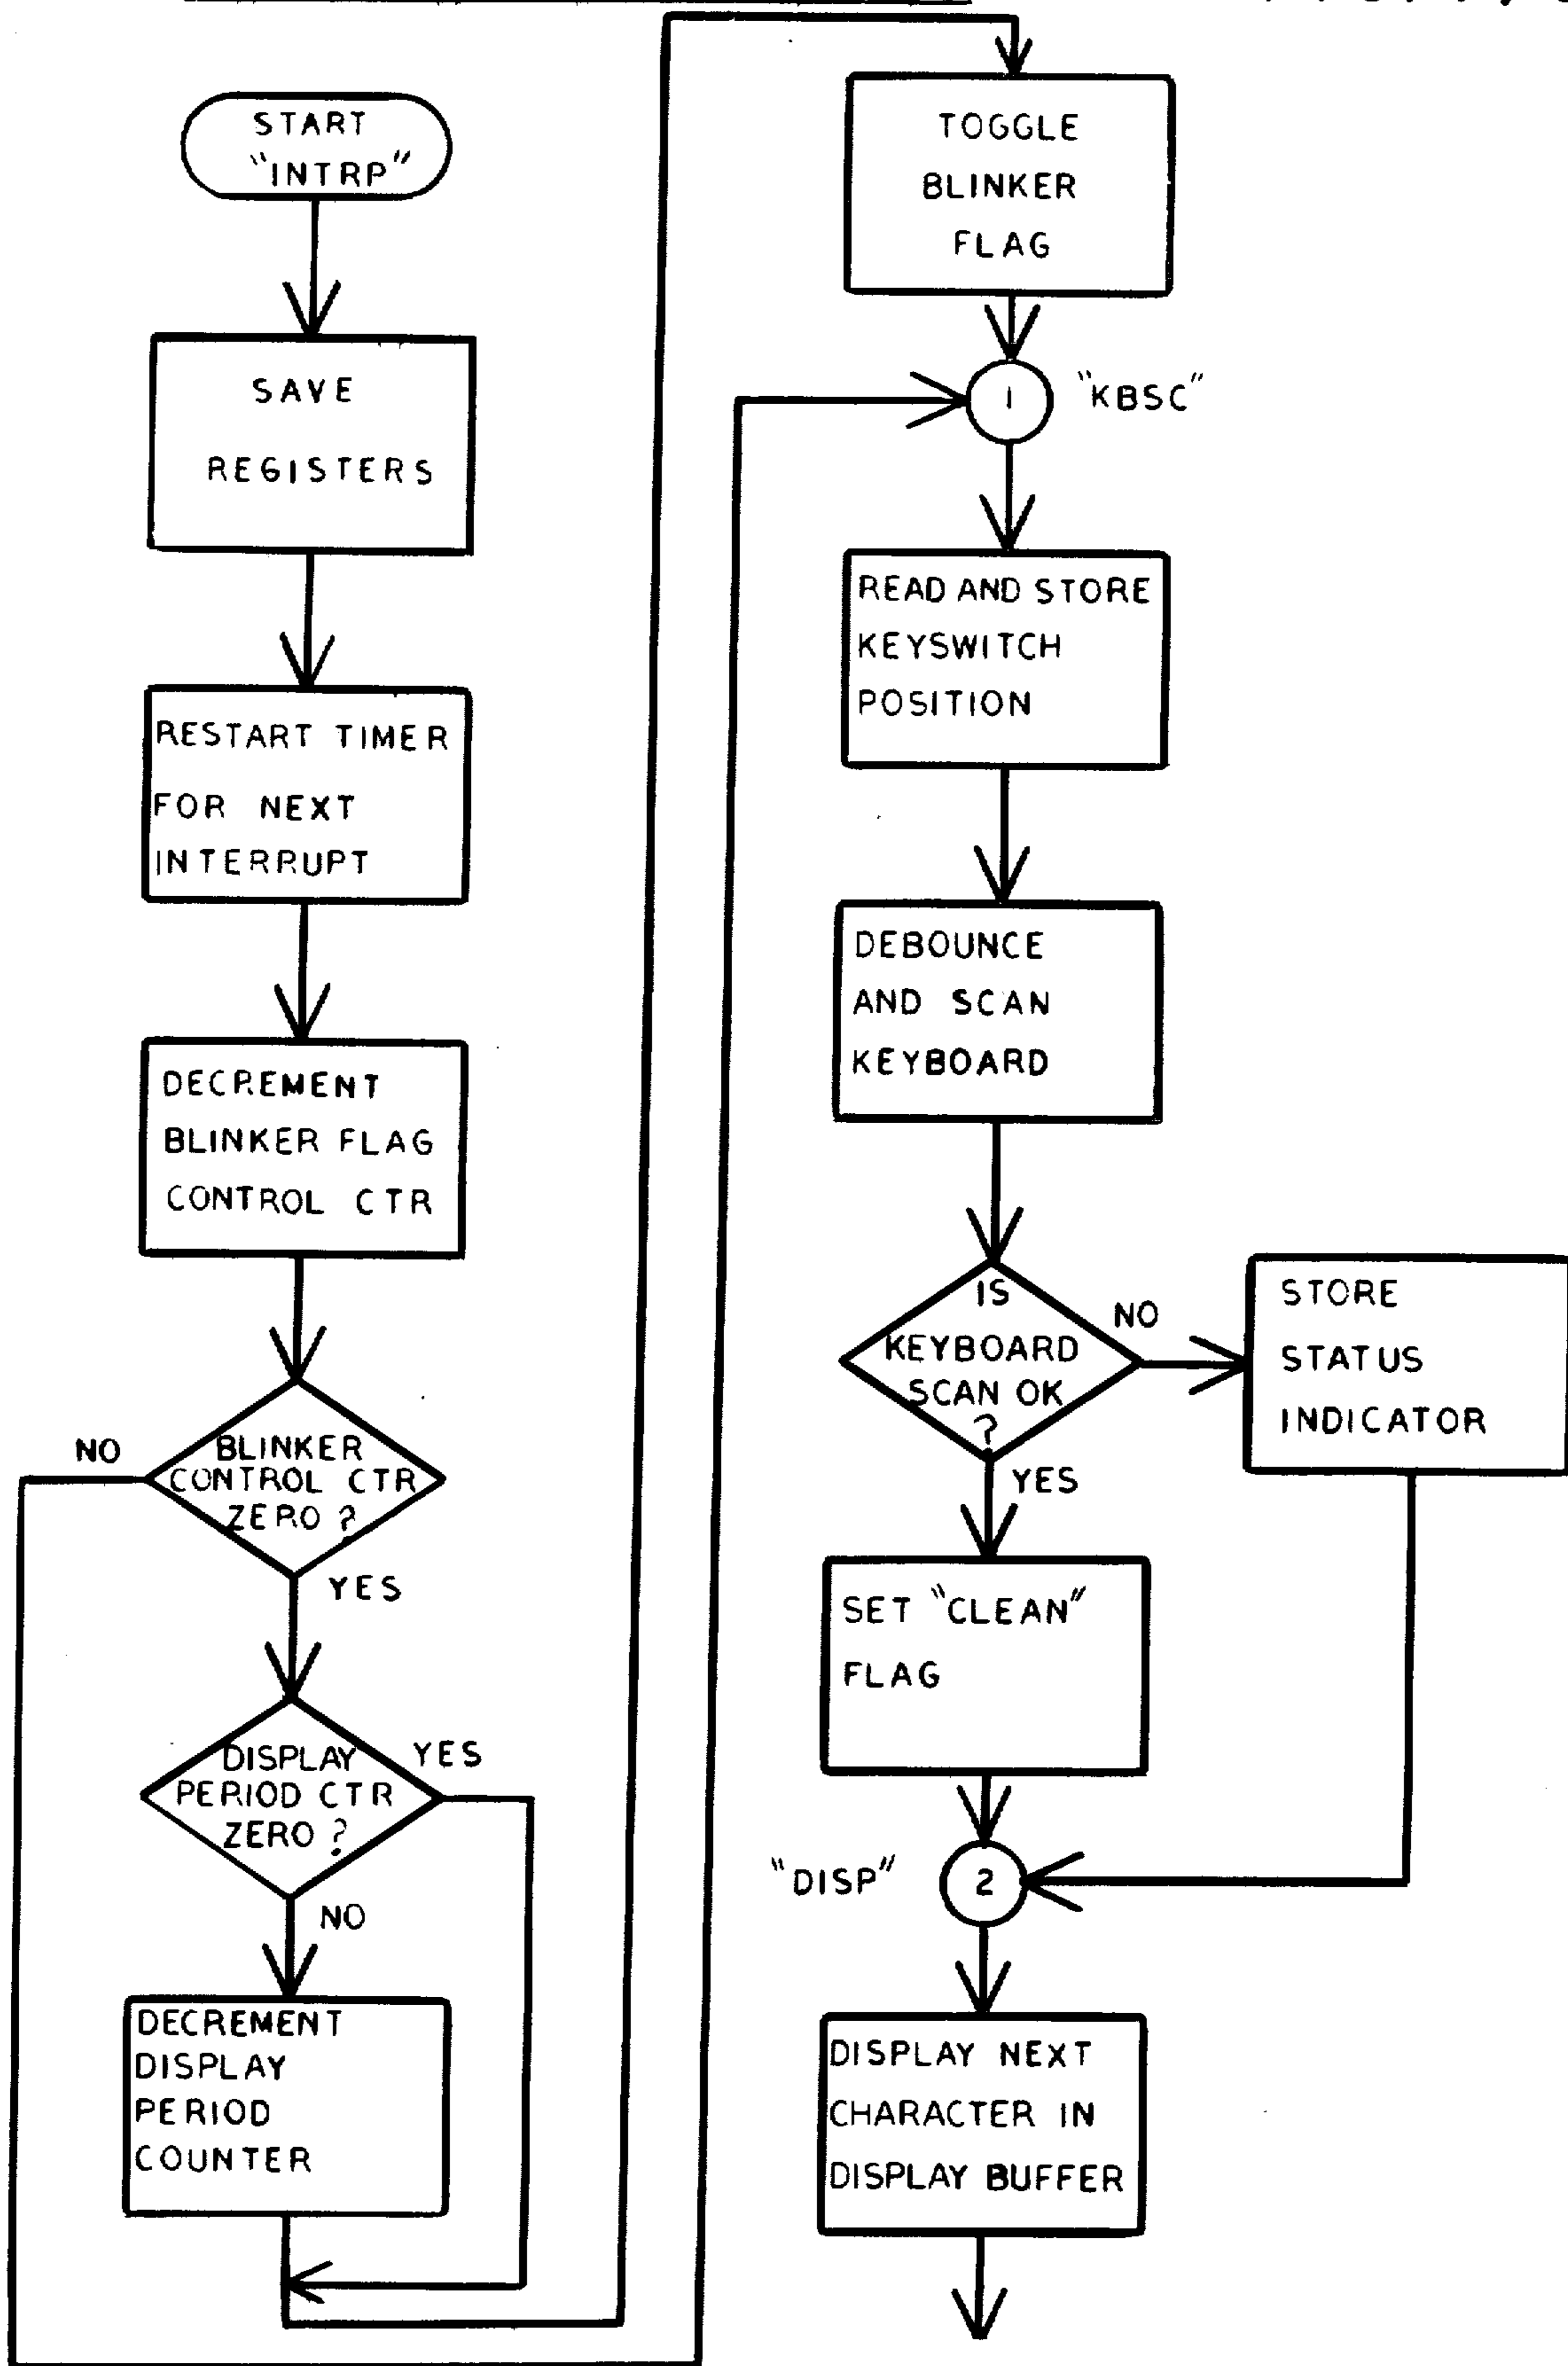 START
"INTRP"
SAVE
REGISTERS
RESTART TIMER
FOR NEXT
INTERRUPT
DECREMENT
BLINKER FLAG
CONTROL CTR
BLINKER
CONTROL CTR
ZERO ?
NO
YES
DISPLAY
PERIOD CTR
ZERO ?
YES
NO
DECREMENT
DISPLAY
PERIOD
COUNTER
TOGGLE
BLINKER
FLAG
1
"KBSC"
READ AND STORE
KEYSWITCH
POSITION
DEBOUNCE
AND SCAN
KEYBOARD
IS
KEYBOARD
SCAN OK
?
NO
STORE
STATUS
INDICATOR
YES
SET "CLEAN"
FLAG
"DISP"
2
DISPLAY NEXT
CHARACTER IN
DISPLAY BUFFER